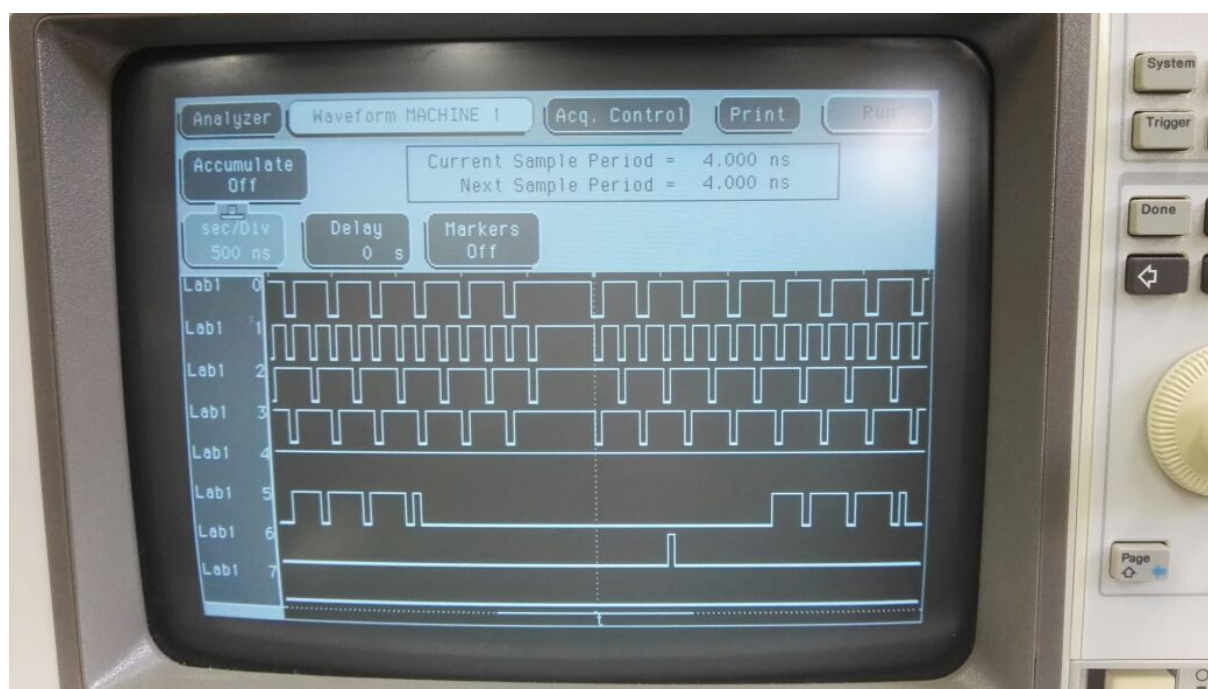 Analyzer Waveform MACHINE 1 Acq. Control Print Run
Accumulate
Off
Current Sample Period = 4.000 ns
Next Sample Period = 4.000 ns
sec/Div
500 ns
Delay
0 s
Markers
Off
Lab1 0
Lab1 1
Lab1 2
Lab1 3
Lab1 4
Lab1 5
Lab1 6
Lab1 7
t
System
Trigger
Done
Page